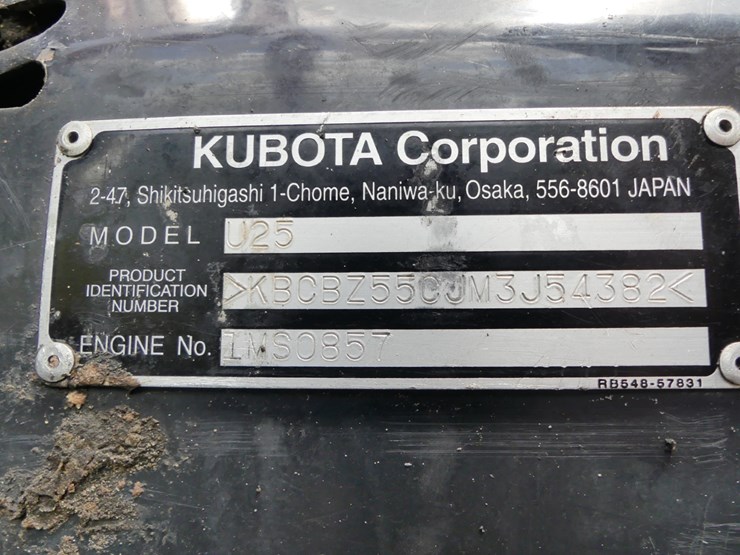 KUBOTA Corporation
2-47, Shikitsuhigashi 1-Chome, Naniwa-ku, Osaka, 556-8601 JAPAN
MODEL U25
PRODUCT
IDENTIFICATION
NUMBER
>KBCBZ55CJM3J54382<
ENGINE No. 1MS0857
RB548-57831